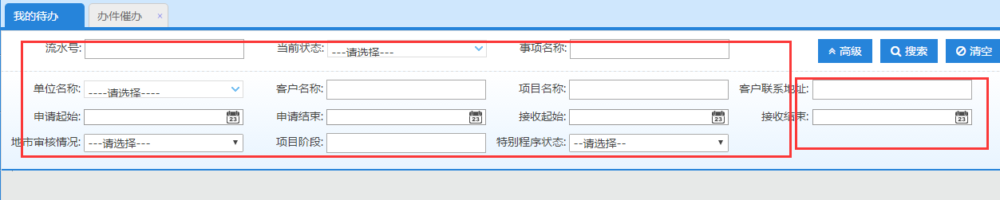 我的待办 办件催办 ×
流水号: 当前状态: ---请选择--- 事项名称: 高级 搜索 清空
单位名称: ----请选择---- 客户名称: 项目名称: 客户联系地址:
申请起始: 23 申请结束: 23 接收起始: 23 接收结束: 23
地市审核情况: ---请选择--- 项目阶段: 特别程序状态: --请选择--